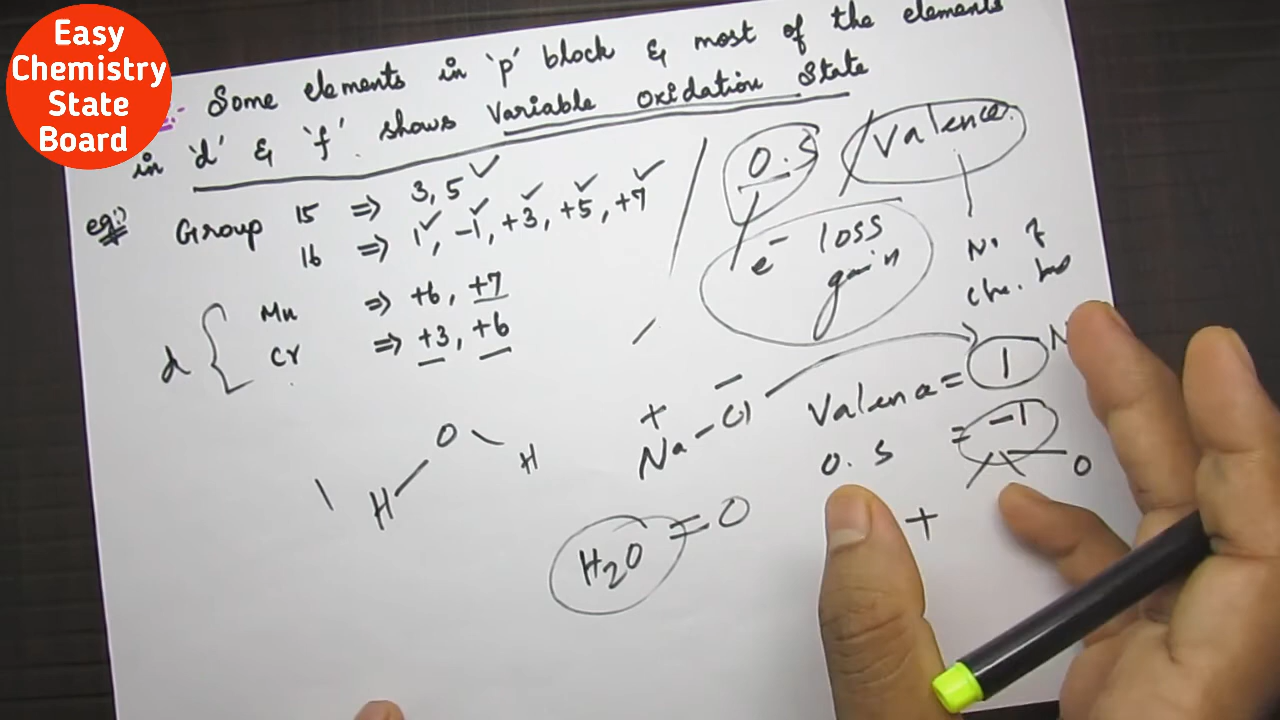 Easy
Chemistry
State
Board
Some elements in 'p' block & most of the elements
in 'd' & 'f' shows Variable Oxidation State
eg:)
Group 15 ⇒ 3, 5 ✓
16 ⇒ 1, -1, +3, +5, +7
d { Mn ⇒ +6, +7
Cr ⇒ +3, +6
O.S
Valence
e⁻ loss
gain
No. of
Che.
Na - Cl
+ −
Valence = 1
O.S = -1
0
+
H - O - H
H2O = 0